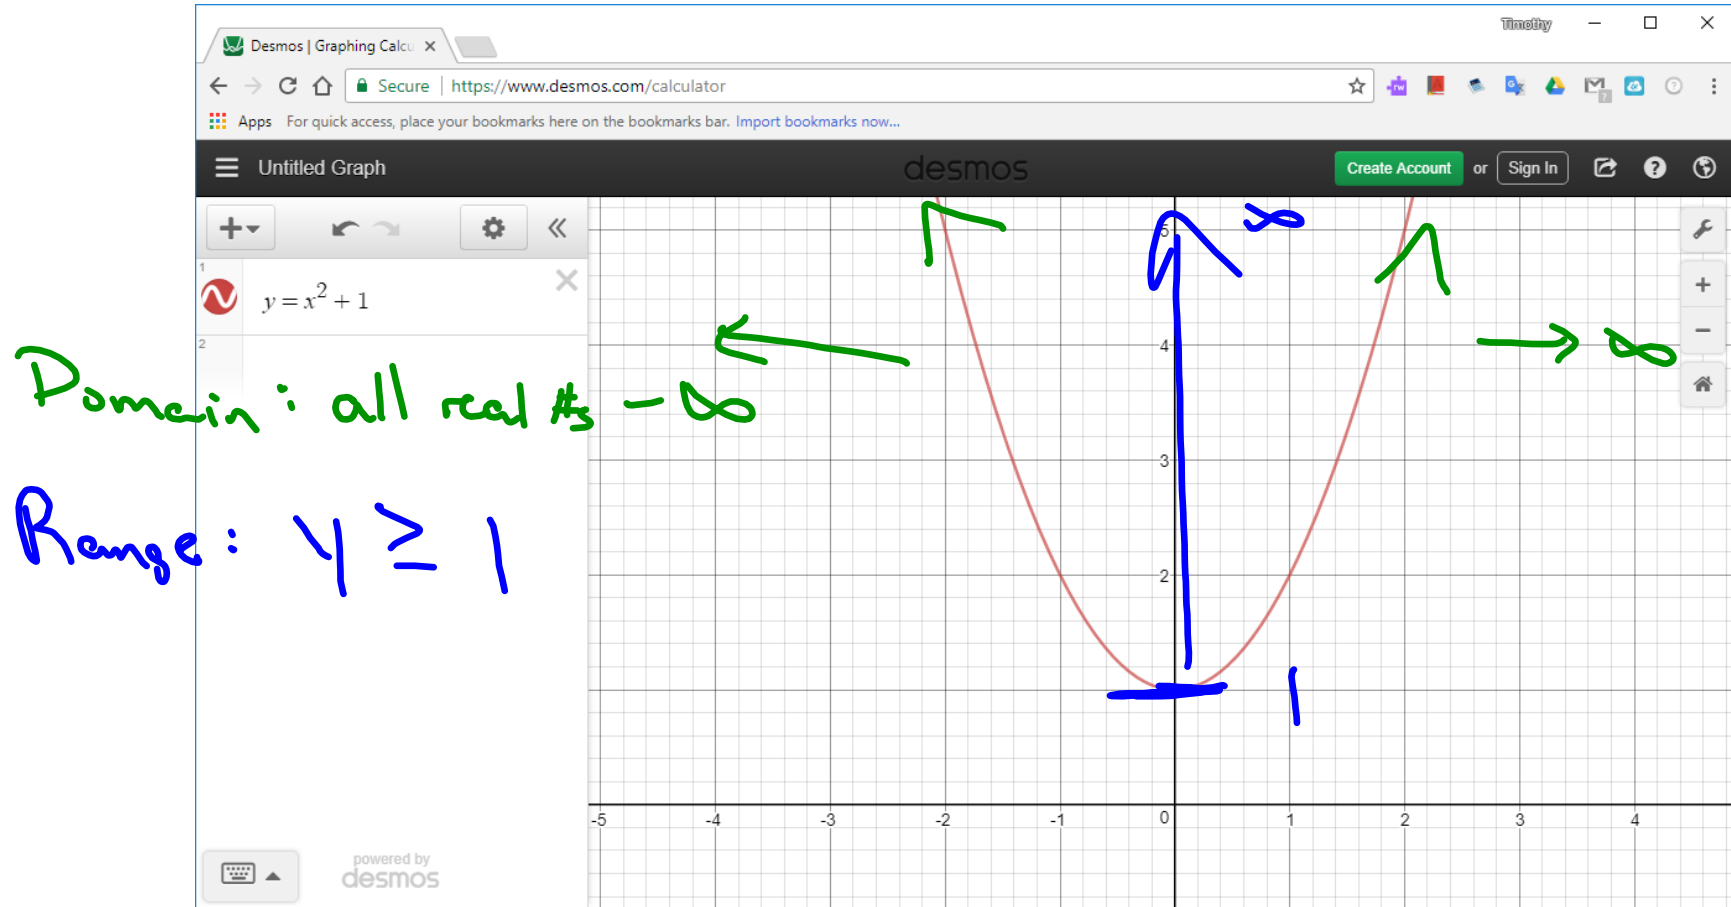 Timothy
Desmos | Graphing Calcu
Secure https://www.desmos.com/calculator
Apps For quick access, place your bookmarks here on the bookmarks bar. Import bookmarks now...
Untitled Graph desmos Create Account or Sign In
1
y = x² + 1
2
Domain: all real #s - ∞
Range: y ≥ 1
∞
→ ∞
5
4
3
2
1
-5 -4 -3 -2 -1 0 1 2 3 4
powered by
desmos